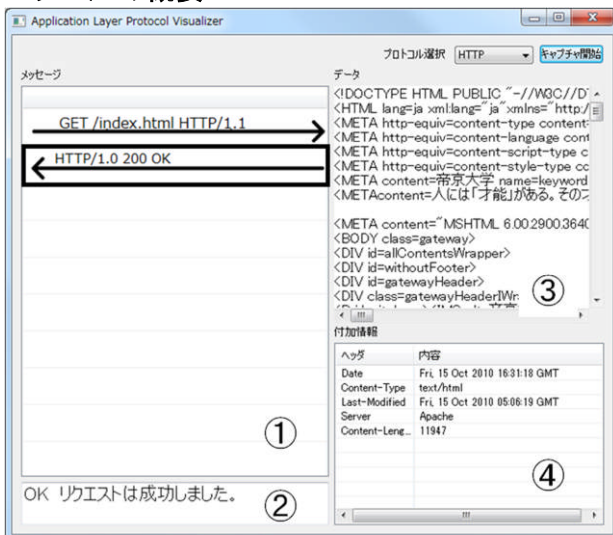 Application Layer Protocol Visualizer
プロトコル選択 HTTP キャプチャ開始
メッセージ
GET /index.html HTTP/1.1
HTTP/1.0 200 OK
①
OK リクエストは成功しました。
②
データ
<!DOCTYPE HTML PUBLIC "-//W3C//D
<HTML lang=ja xml:lang="ja" xmlns="http:/
<META http-equiv=content-type content=
<META http-equiv=content-language cont
<META http-equiv=content-script-type c
<META http-equiv=content-style-type co
<META content=帝京大学 name=keyword
<METAcontent=人には「才能」がある。その
<META content="MSHTML 6.00.2900.3640
<BODY class=gateway>
<DIV id=allContentsWrapper>
<DIV id=withoutFooter>
<DIV id=gatewayHeader>
<DIV class=gatewayHeaderIWr
③
付加情報
ヘッダ 内容
Date Fri, 15 Oct 2010 16:31:18 GMT
Content-Type text/html
Last-Modified Fri, 15 Oct 2010 05:06:19 GMT
Server Apache
Content-Leng... 11947
④